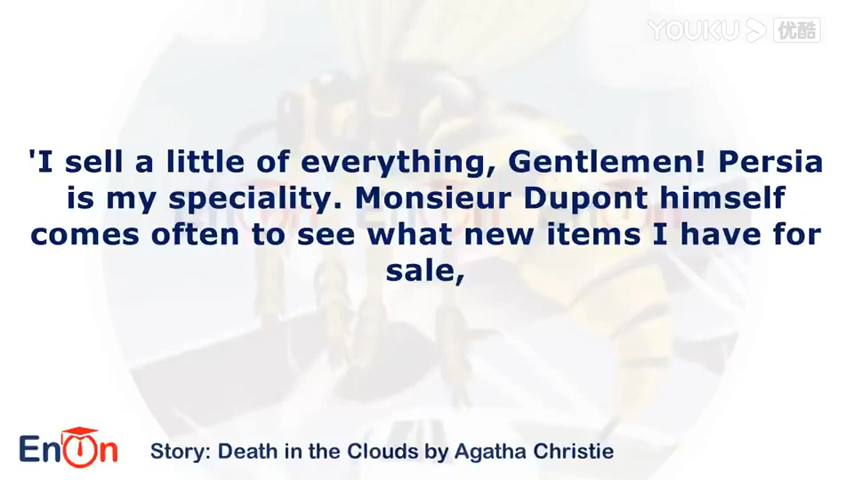 YOUKU 优酷
'I sell a little of everything, Gentlemen! Persia
is my speciality. Monsieur Dupont himself
comes often to see what new items I have for
sale,
EnOn
Story: Death in the Clouds by Agatha Christie